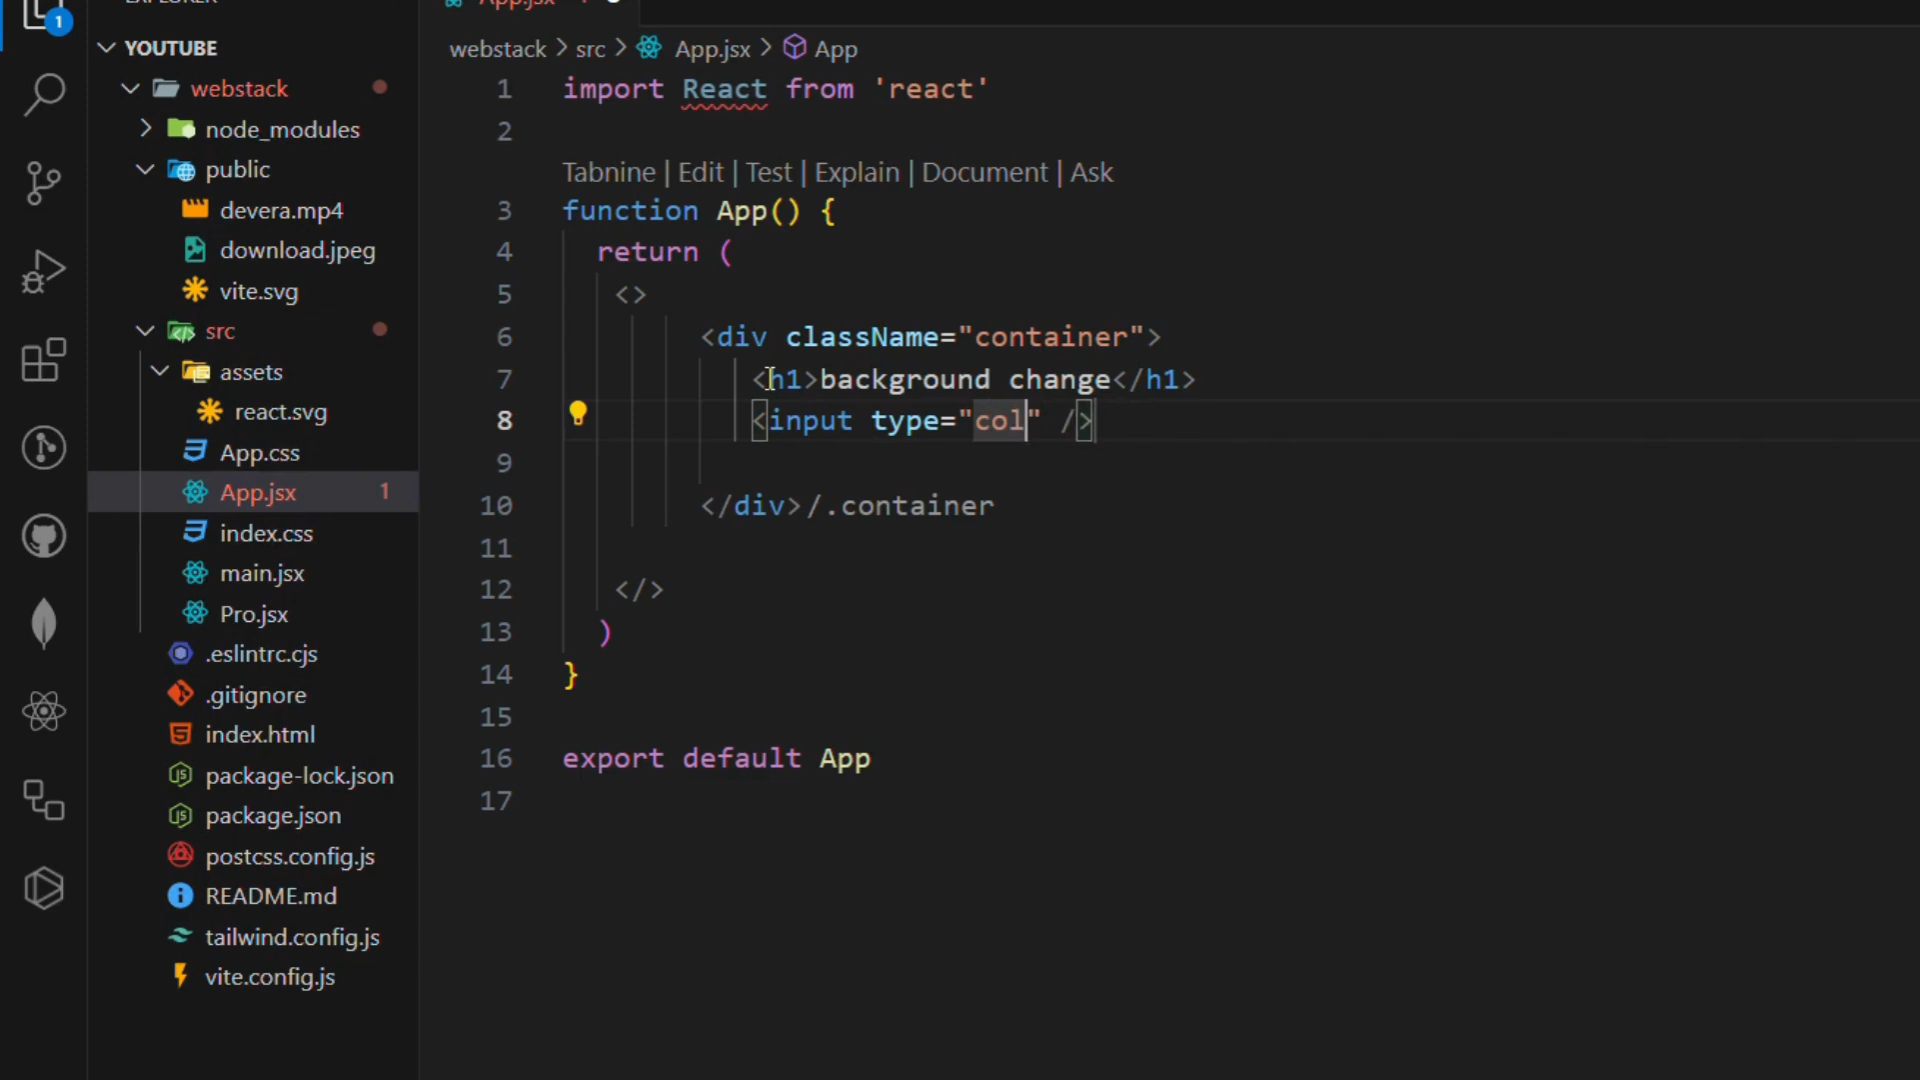 EXPLORER
1
YOUTUBE
webstack
node_modules
public
devera.mp4
download.jpeg
vite.svg
src
assets
react.svg
App.css
App.jsx 1
index.css
main.jsx
Pro.jsx
.eslintrc.cjs
.gitignore
index.html
package-lock.json
package.json
postcss.config.js
README.md
tailwind.config.js
vite.config.js
App.jsx
webstack > src > App.jsx > App
1 import React from 'react'
2
Tabnine | Edit | Test | Explain | Document | Ask
3 function App() {
4 return (
5 <>
6 <div className="container">
7 <h1>background change</h1>
8 <input type="col" />
9
10 </div>/.container
11
12 </>
13 )
14 }
15
16 export default App
17